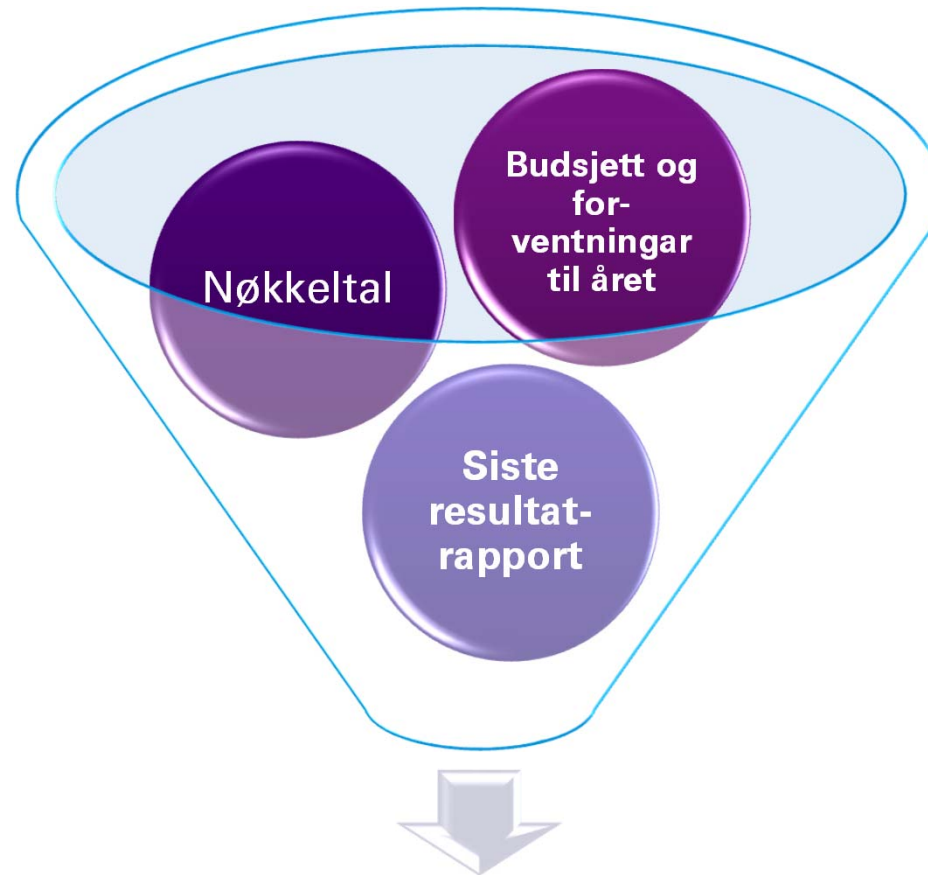 Budsjett og
for-
ventningar
til året
Nøkkeltal
Siste
resultat-
rapport